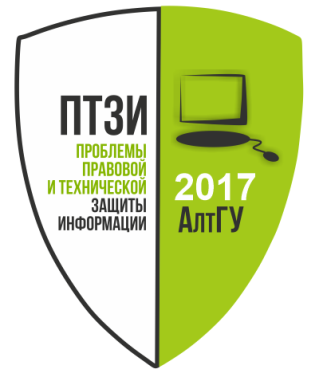 ПТЗИ
ПРОБЛЕМЫ
ПРАВОВОЙ
И ТЕХНИЧЕСКОЙ
ЗАЩИТЫ
ИНФОРМАЦИИ
2017
АлтГУ